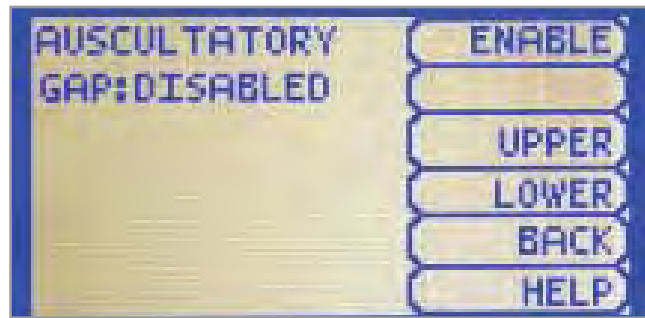 AUSCULTATORY
GAP:DISABLED
ENABLE
UPPER
LOWER
BACK
HELP